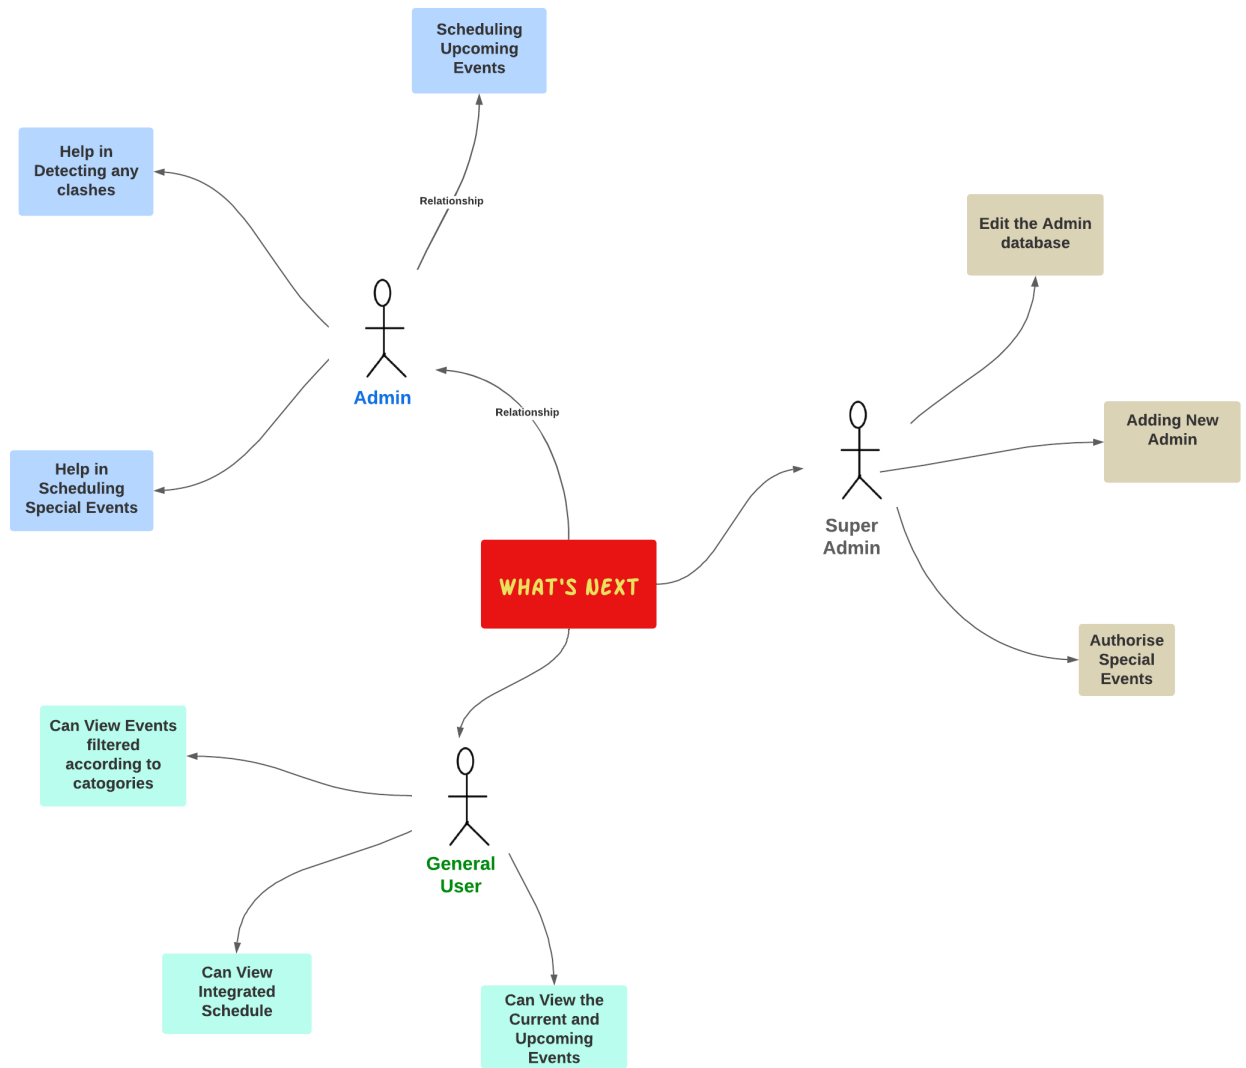 Scheduling
Upcoming
Events
Help in
Detecting any
clashes
Relationship
Edit the Admin
database
Admin
Relationship
Adding New
Admin
Help in
Scheduling
Special Events
Super
Admin
WHAT'S NEXT
Authorise
Special
Events
Can View Events
filtered
according to
catogories
General
User
Can View
Integrated
Schedule
Can View the
Current and
Upcoming
Events